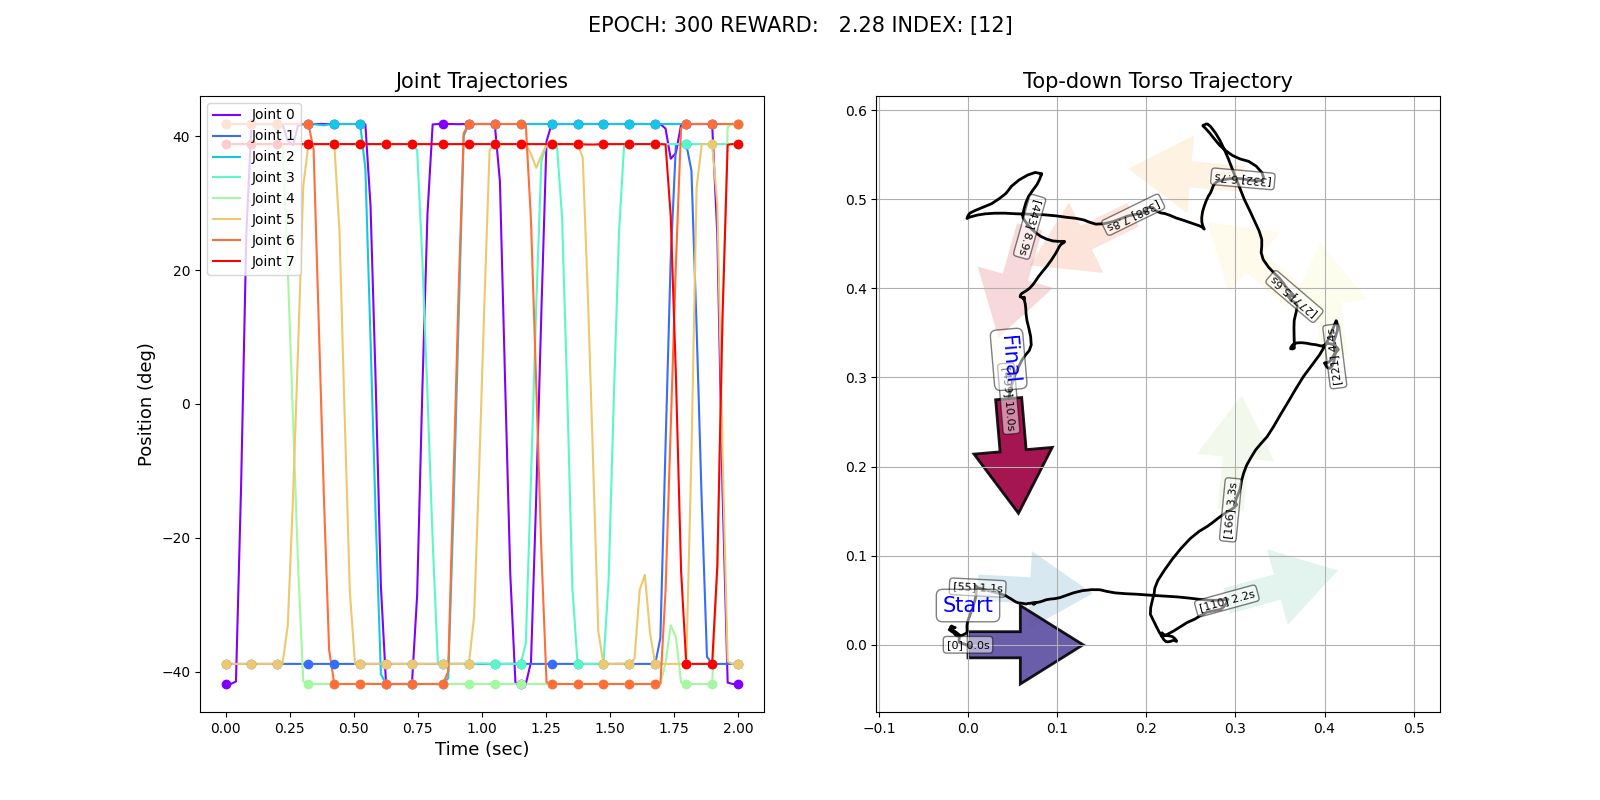 EPOCH: 300 REWARD:   2.28 INDEX: [12]
Joint Trajectories
Position (deg)
40
20
0
−20
−40
Joint 0
Joint 1
Joint 2
Joint 3
Joint 4
Joint 5
Joint 6
Joint 7
0.00
0.25
0.50
0.75
1.00
1.25
1.50
1.75
2.00
Time (sec)
Top-down Torso Trajectory
0.6
0.5
0.4
0.3
0.2
0.1
0.0
[332] 6.7s
[388] 7.8s
[443] 8.9s
[277] 5.6s
[221] 4.4s
Final
10.0s
[166] 3.3s
[55] 1.1s
[110] 2.2s
Start
[0] 0.0s
−0.1
0.0
0.1
0.2
0.3
0.4
0.5